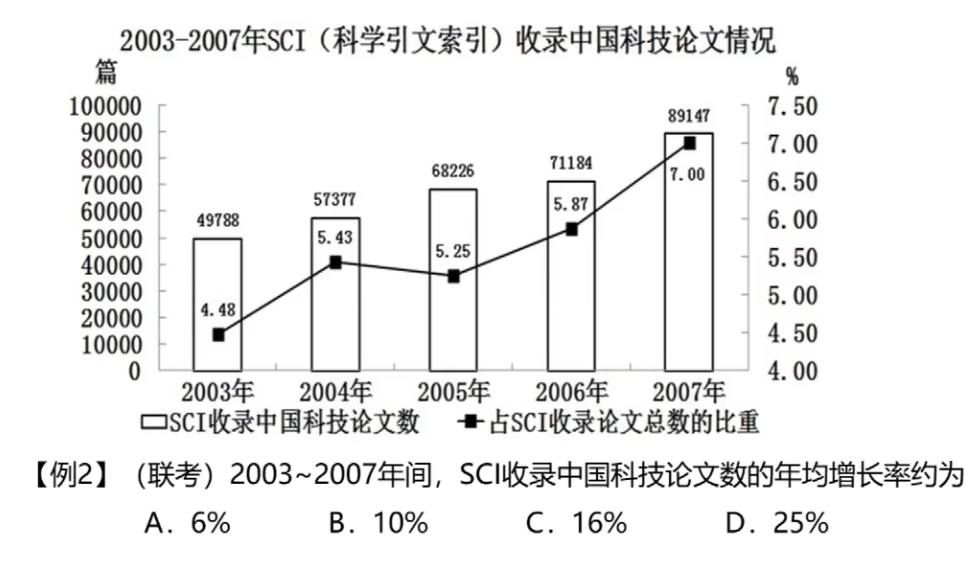 2003-2007年SCI（科学引文索引）收录中国科技论文情况
篇 %
100000 7.50
90000 7.00
80000 6.50
70000 6.00
60000 5.50
50000 5.00
40000 4.50
30000 4.00
20000
10000
0
49788 57377 68226 71184 89147
4.48 5.43 5.25 5.87 7.00
2003年 2004年 2005年 2006年 2007年
SCI收录中国科技论文数 占SCI收录论文总数的比重
【例2】（联考）2003~2007年间，SCI收录中国科技论文数的年均增长率约为
A．6% B．10% C．16% D．25%